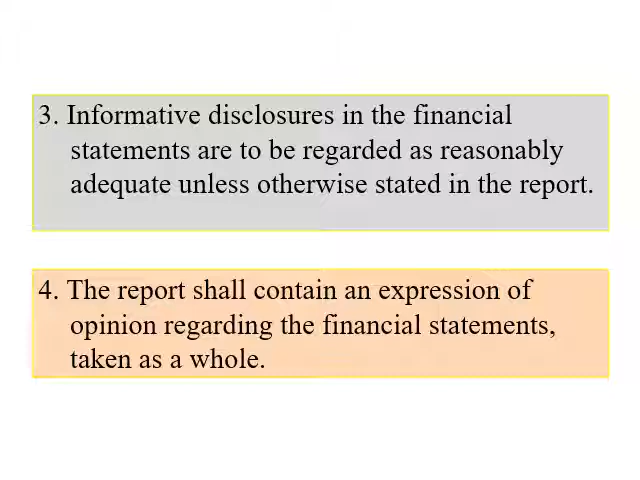 3. Informative disclosures in the financial
statements are to be regarded as reasonably
adequate unless otherwise stated in the report.
4. The report shall contain an expression of
opinion regarding the financial statements,
taken as a whole.